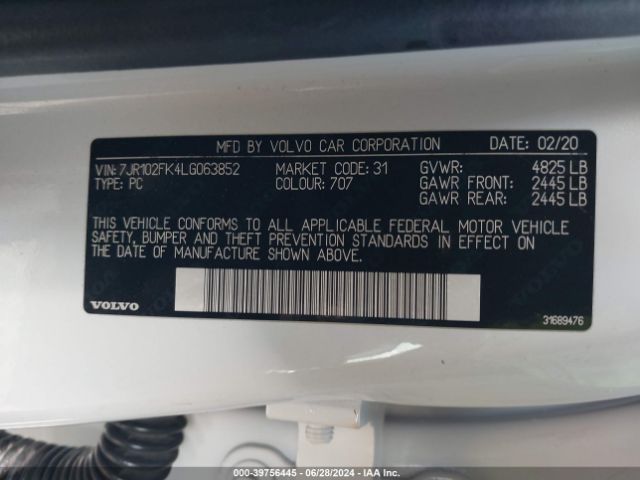 MFD BY VOLVO CAR CORPORATION DATE: 02/20
VIN: 7JR102FK4LG063852 MARKET CODE: 31 GVWR: 4825 LB
TYPE: PC COLOUR: 707 GAWR FRONT: 2445 LB
GAWR REAR: 2445 LB
THIS VEHICLE CONFORMS TO ALL APPLICABLE FEDERAL MOTOR VEHICLE
SAFETY, BUMPER AND THEFT PREVENTION STANDARDS IN EFFECT ON
THE DATE OF MANUFACTURE SHOWN ABOVE.
VOLVO 31689476
000-39756445 - 06/28/2024 - IAA Inc.